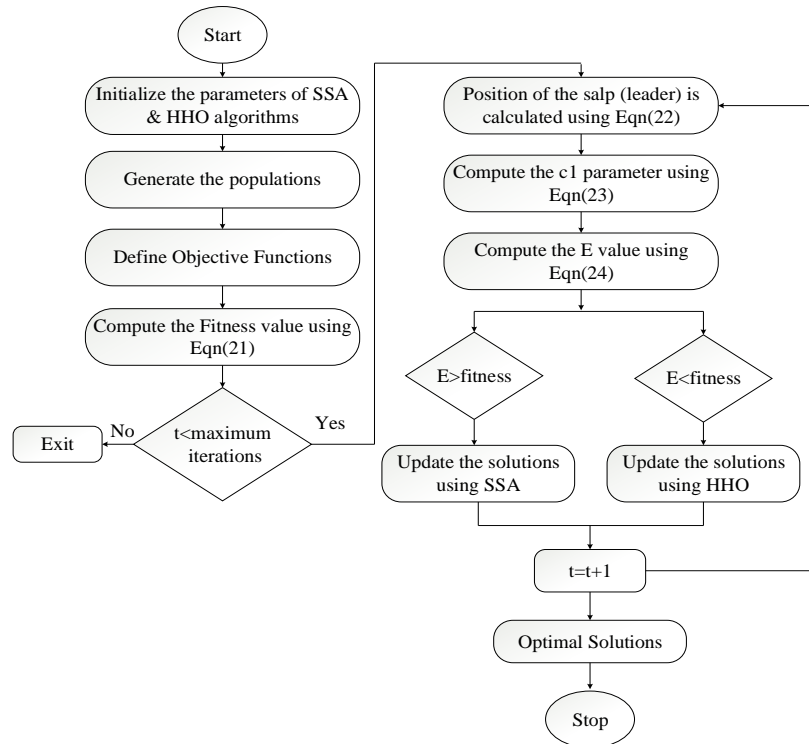 Start
Initialize the parameters of SSA
& HHO algorithms
Generate the populations
Define Objective Functions
Compute the Fitness value using
Eqn(21)
t<maximum
iterations
No
Exit
Yes
Position of the salp (leader) is
calculated using Eqn(22)
Compute the c1 parameter using
Eqn(23)
Compute the E value using
Eqn(24)
E>fitness
E<fitness
Update the solutions
using SSA
Update the solutions
using HHO
t=t+1
Optimal Solutions
Stop